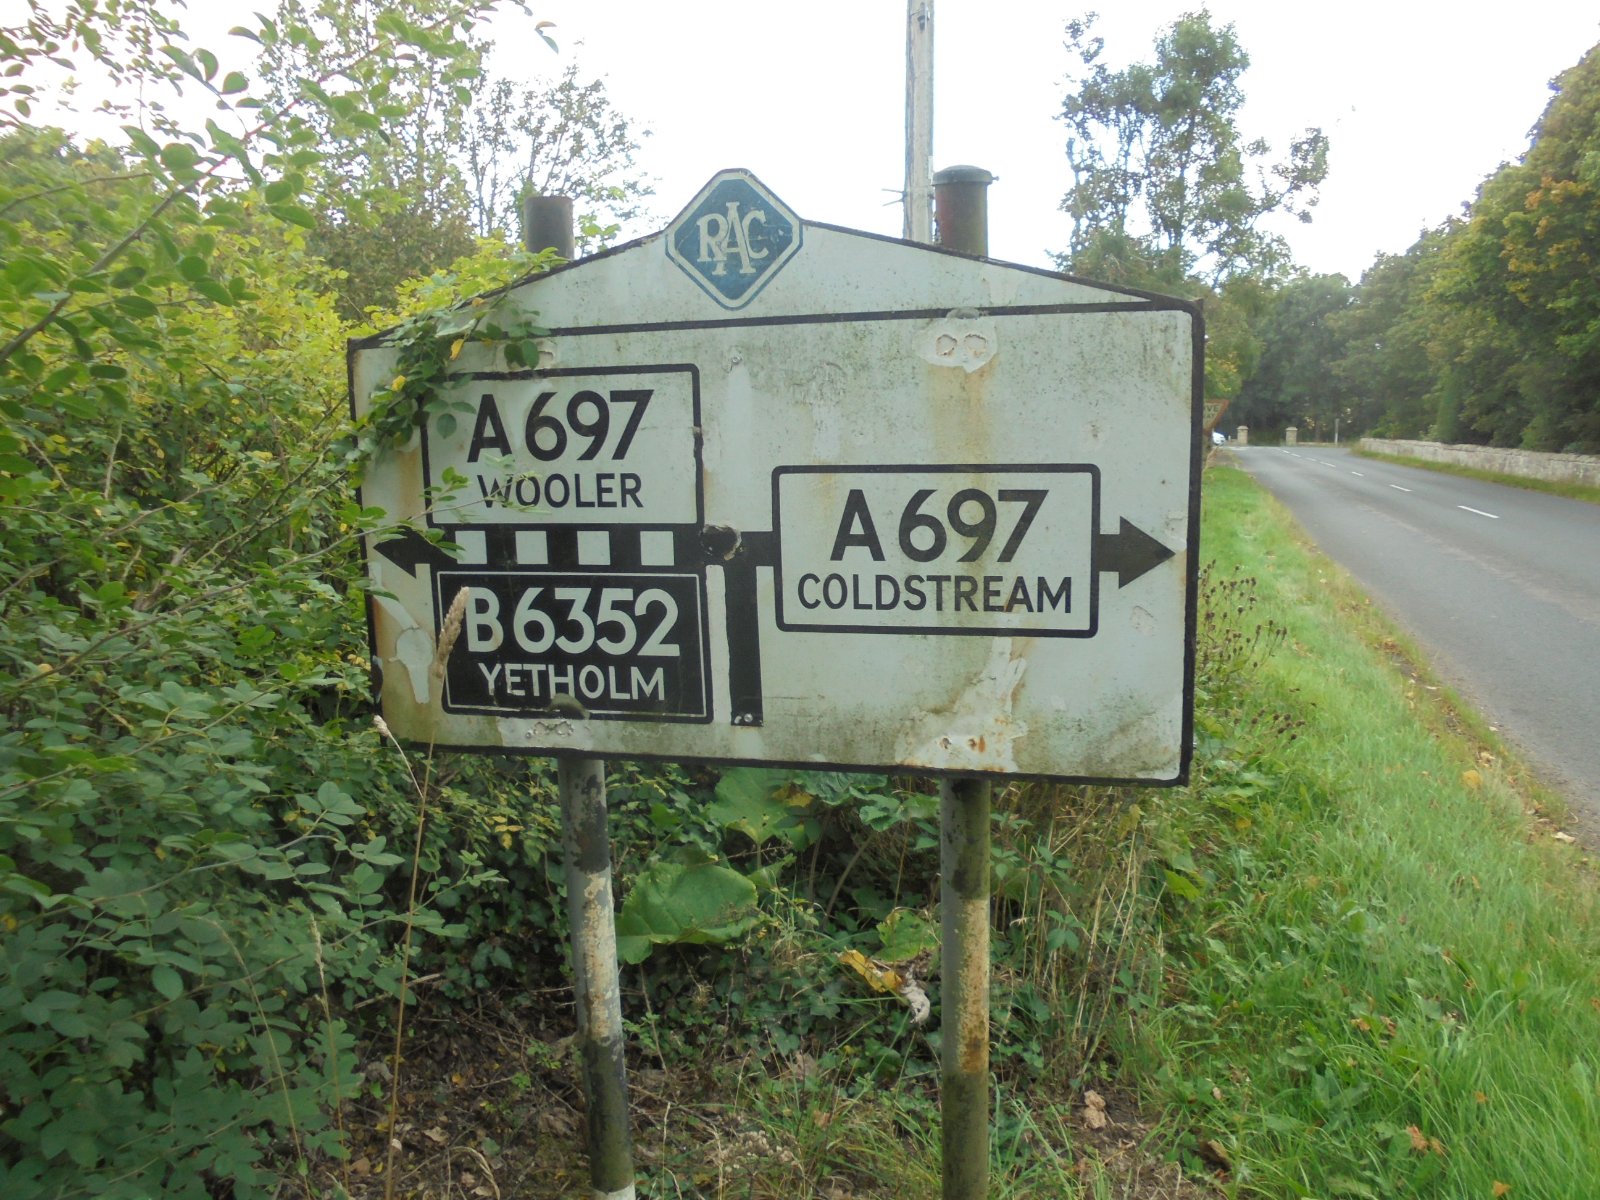 RAC
A 697
WOOLER
B 6352
YETHOLM
A 697
COLDSTREAM